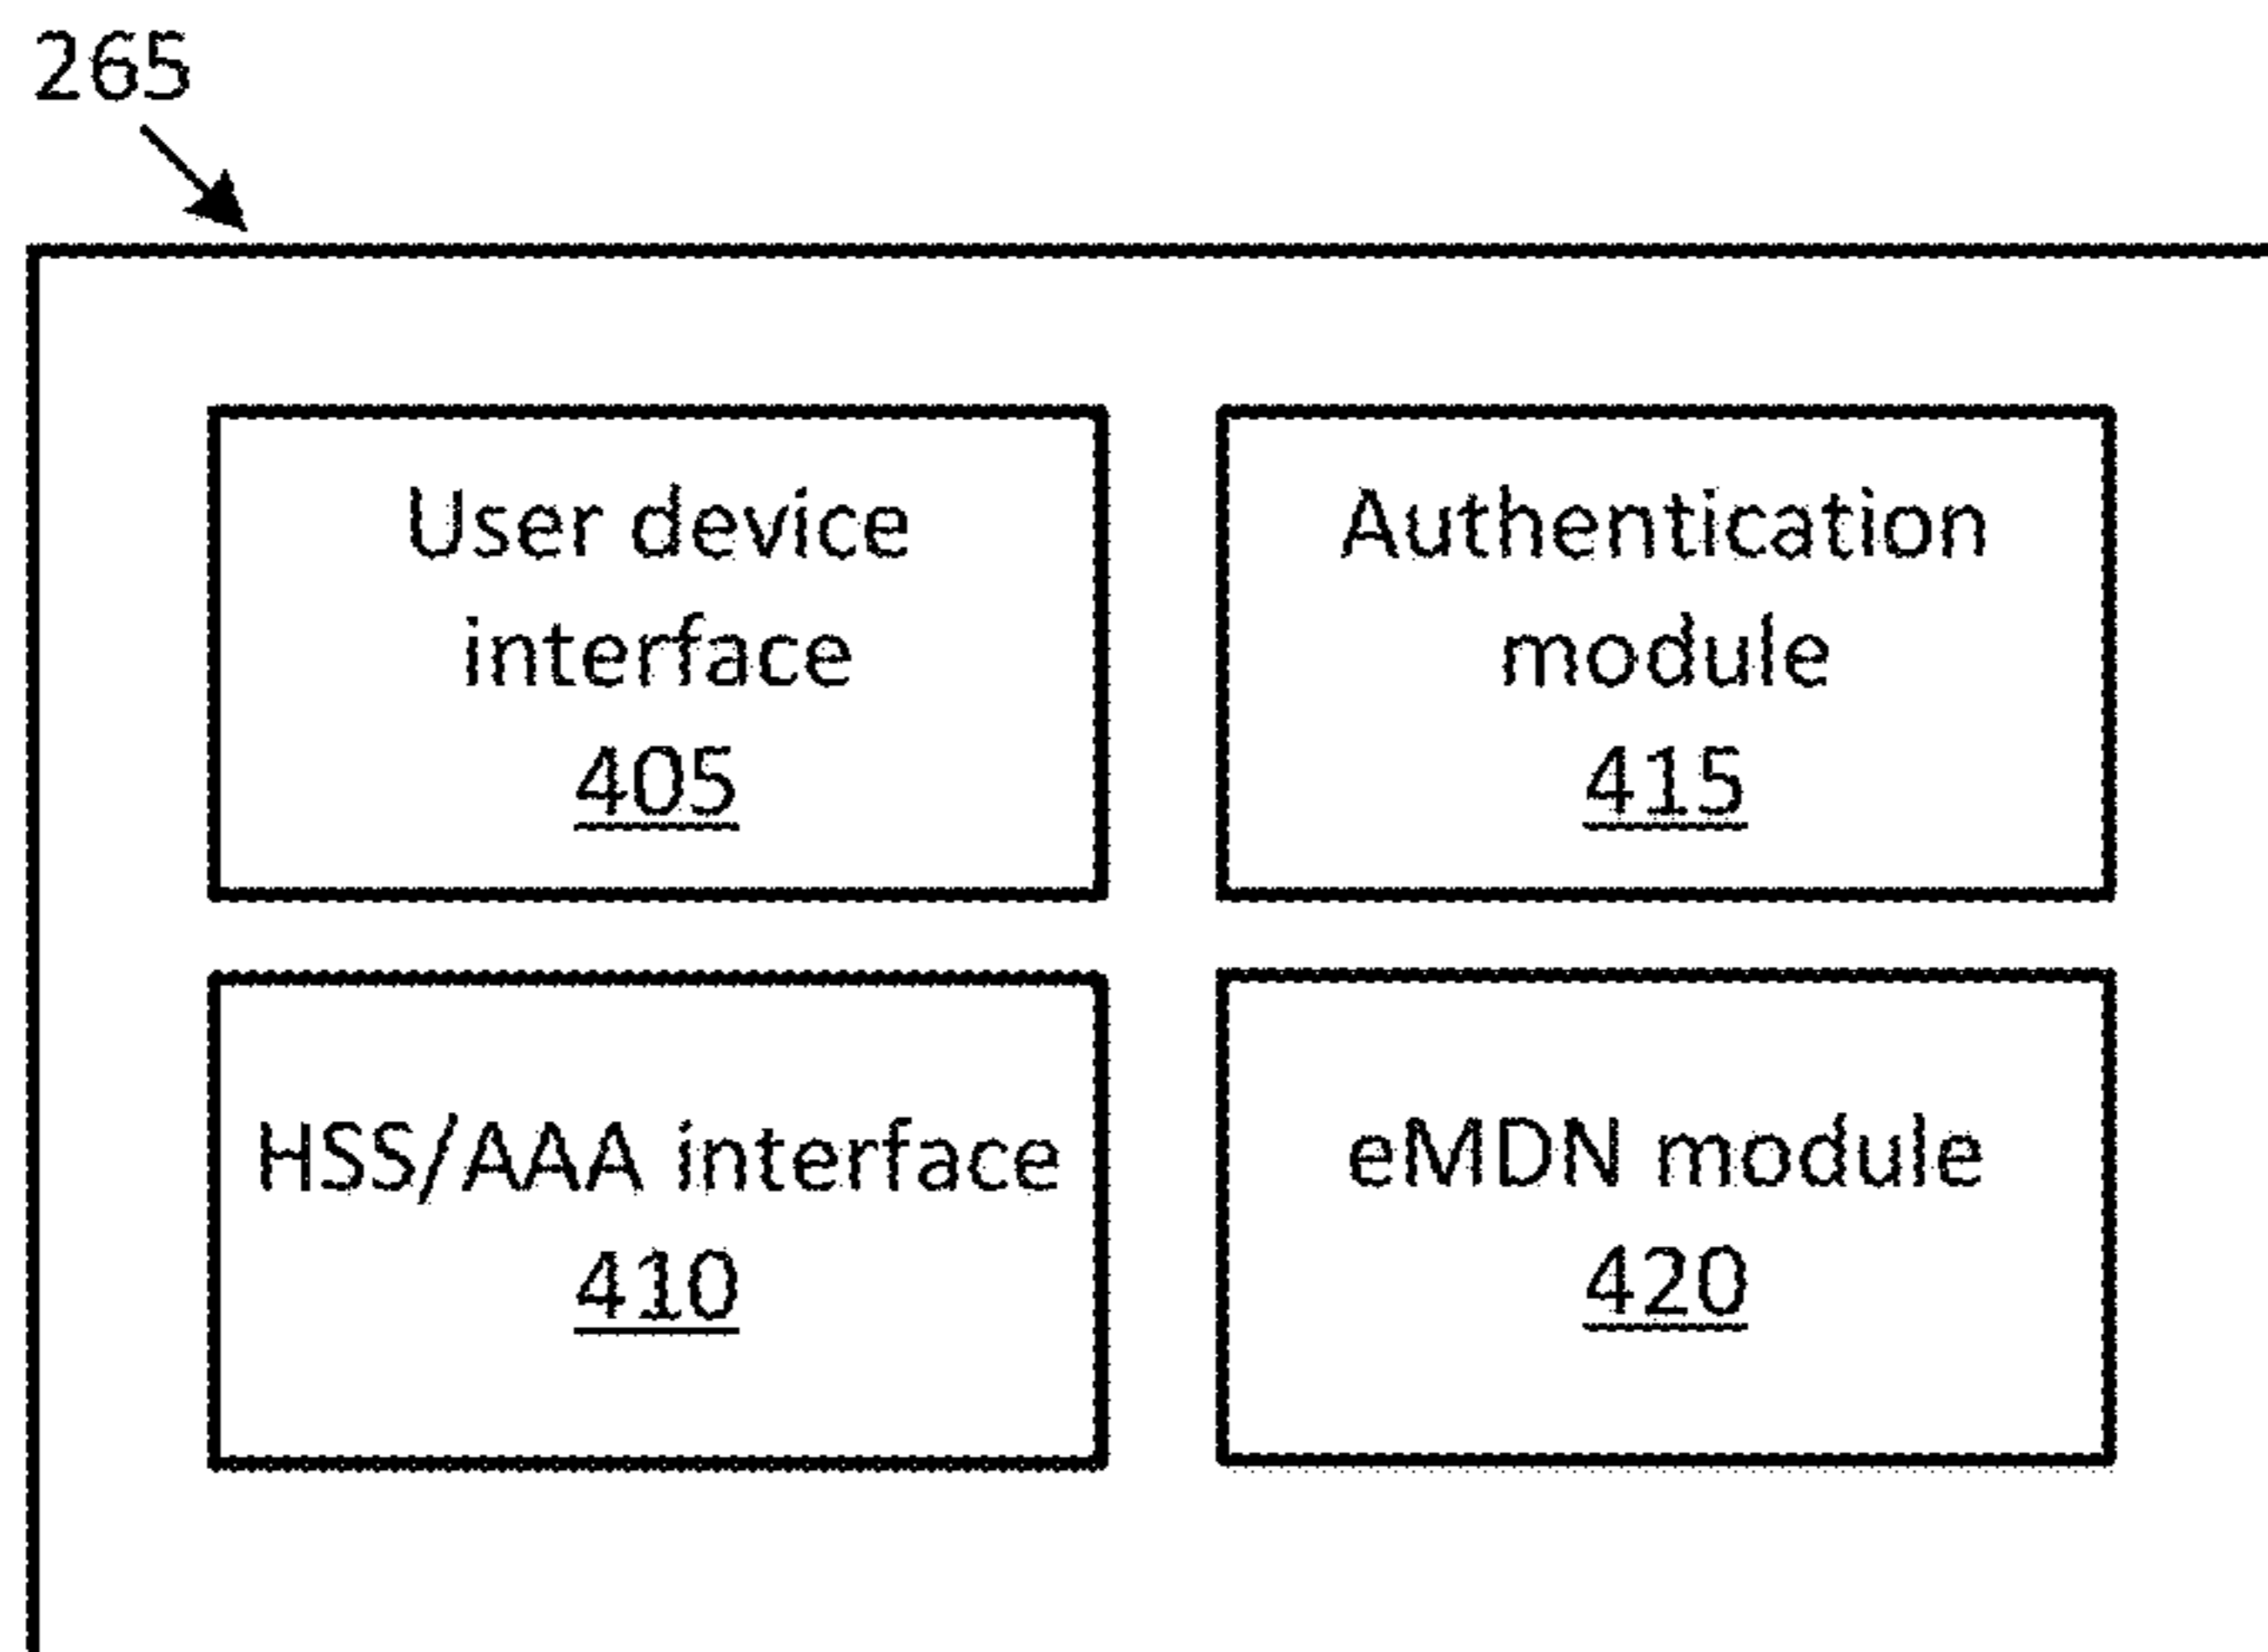 265
User device
interface
405
Authentication
module
415
HSS/AAA interface
410
eMDN module
420